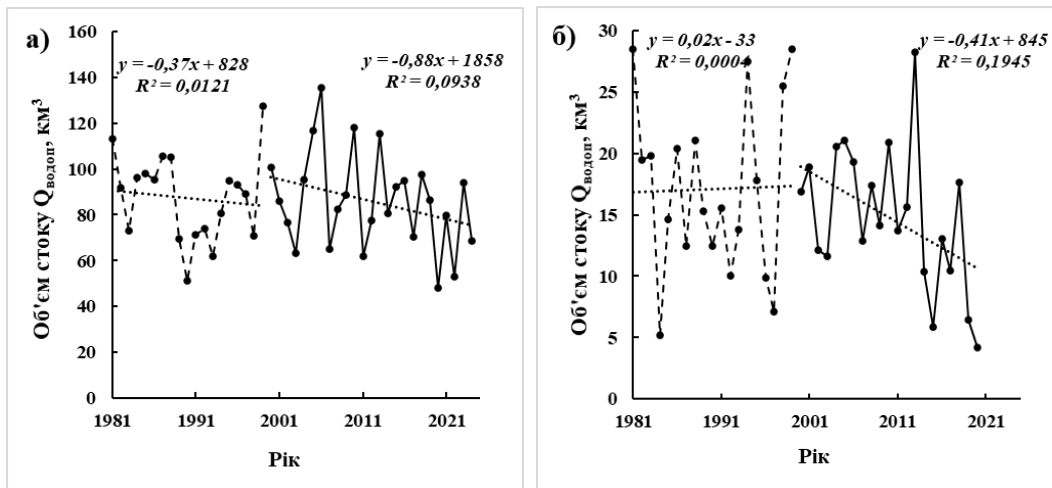 а)
y = -0,37x + 828
R² = 0,0121
y = -0,88x + 1858
R² = 0,0938
Об'єм стоку Qводоп, км³
160
140
120
100
80
60
40
20
0
1981
1991
2001
2011
2021
Рік
б)
y = 0,02x - 33
R² = 0,0004
y = -0,41x + 845
R² = 0,1945
Об'єм стоку Qводоп, км³
30
25
20
15
10
5
0
1981
1991
2001
2011
2021
Рік